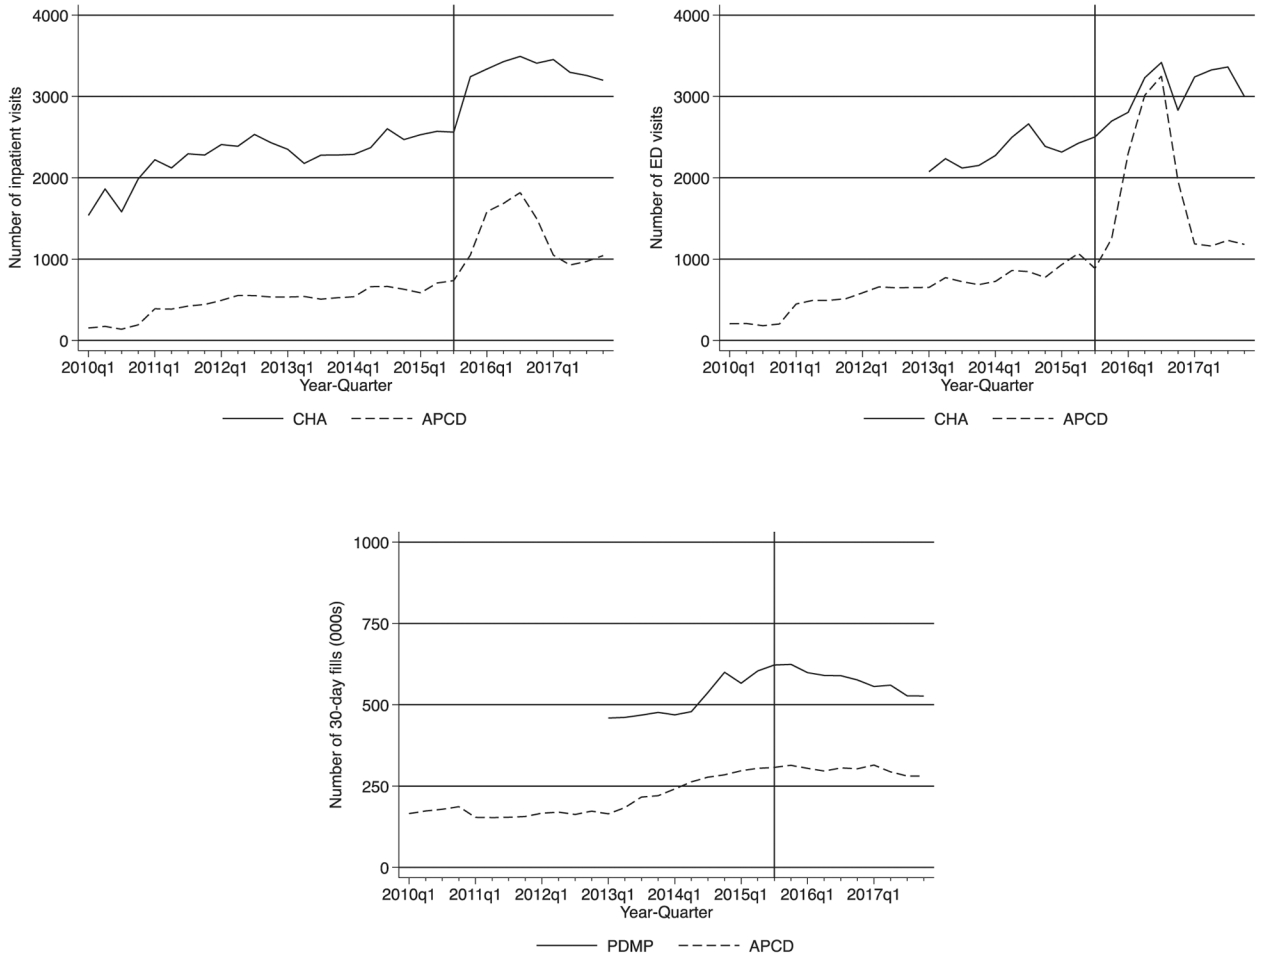 Number of inpatient visits
4000
3000
2000
1000
0
2010q1 2011q1 2012q1 2013q1 2014q1 2015q1 2016q1 2017q1
Year-Quarter
CHA APCD
Number of ED visits
4000
3000
2000
1000
0
2010q1 2011q1 2012q1 2013q1 2014q1 2015q1 2016q1 2017q1
Year-Quarter
CHA APCD
Number of 30-day fills (000s)
1000
750
500
250
0
2010q1 2011q1 2012q1 2013q1 2014q1 2015q1 2016q1 2017q1
Year-Quarter
PDMP APCD